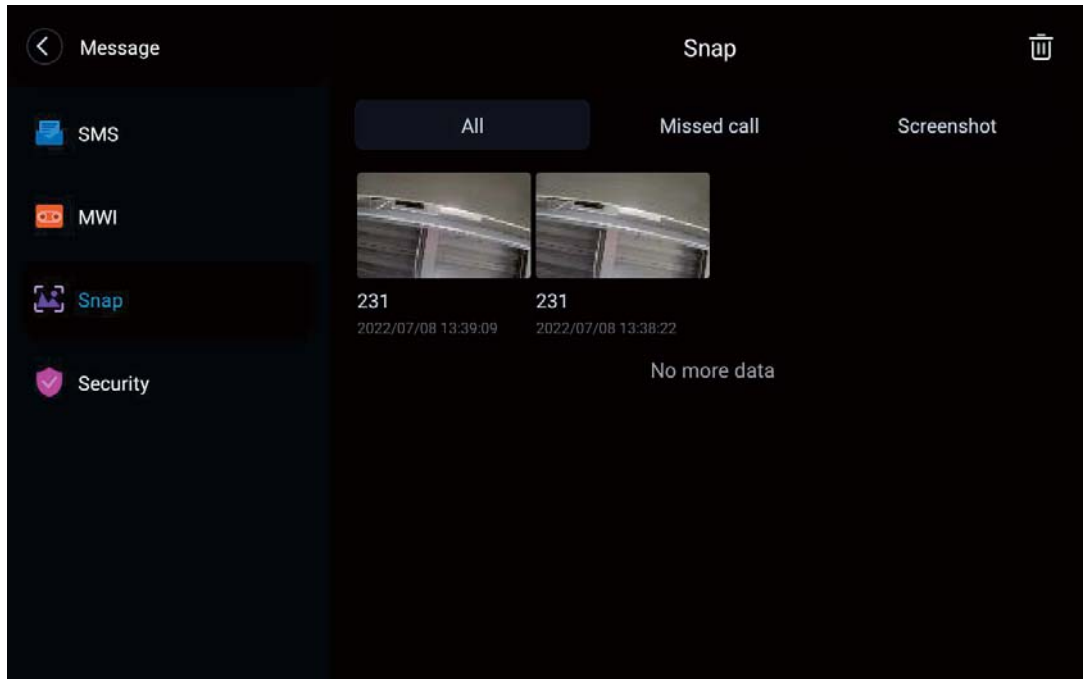 Message
Snap
SMS
MWI
Snap
Security
All
Missed call
Screenshot
231
2022/07/08 13:39:09
231
2022/07/08 13:38:22
No more data